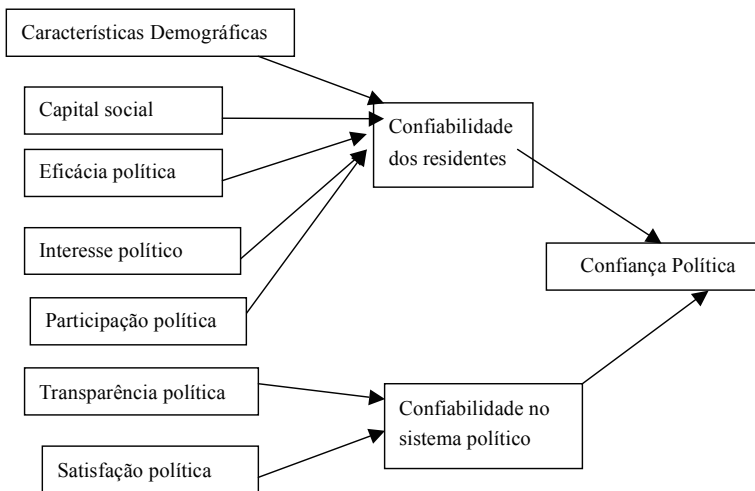 Características Demográficas
Capital social
Eficácia política
Interesse político
Participação política
Transparência política
Satisfação política
Confiabilidade
dos residentes
Confiabilidade no
sistema político
Confiança Política